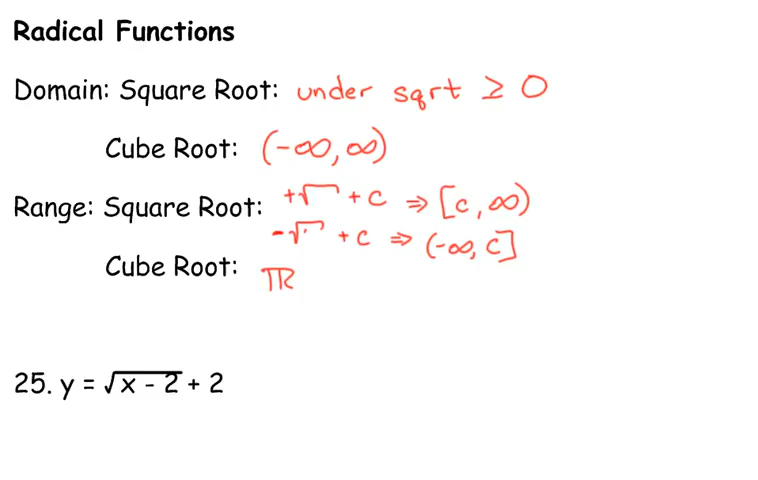 Radical Functions
Domain: Square Root: under sqrt ≥ 0
Cube Root: (-∞, ∞)
Range: Square Root: +√ + c ⇒ [c, ∞)
-√ + c ⇒ (-∞, c]
Cube Root: ℝ
25. y = √(x - 2) + 2